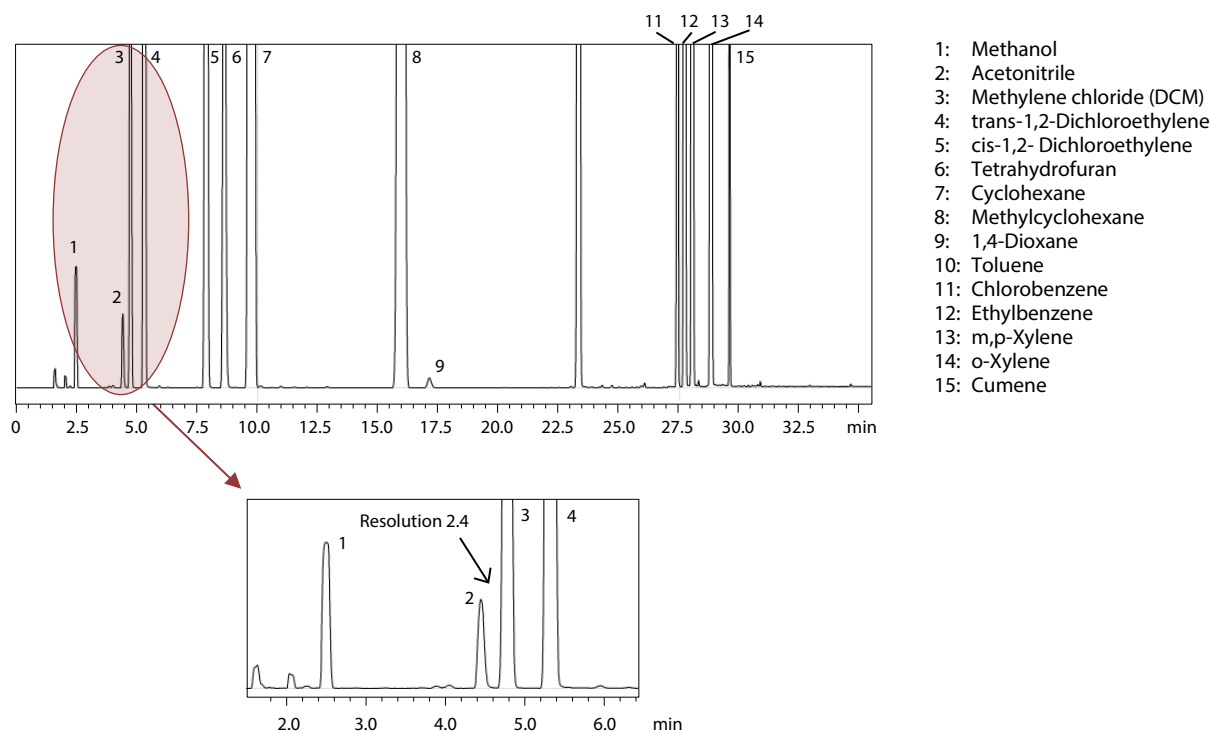 11 12 13 14
3 4 5 6 7 8 15
1
2
9
0 2.5 5.0 7.5 10.0 12.5 15.0 17.5 20.0 22.5 25.0 27.5 30.0 32.5 min
1: Methanol
2: Acetonitrile
3: Methylene chloride (DCM)
4: trans-1,2-Dichloroethylene
5: cis-1,2- Dichloroethylene
6: Tetrahydrofuran
7: Cyclohexane
8: Methylcyclohexane
9: 1,4-Dioxane
10: Toluene
11: Chlorobenzene
12: Ethylbenzene
13: m,p-Xylene
14: o-Xylene
15: Cumene
Resolution 2.4
3 4
1
2
2.0 3.0 4.0 5.0 6.0 min